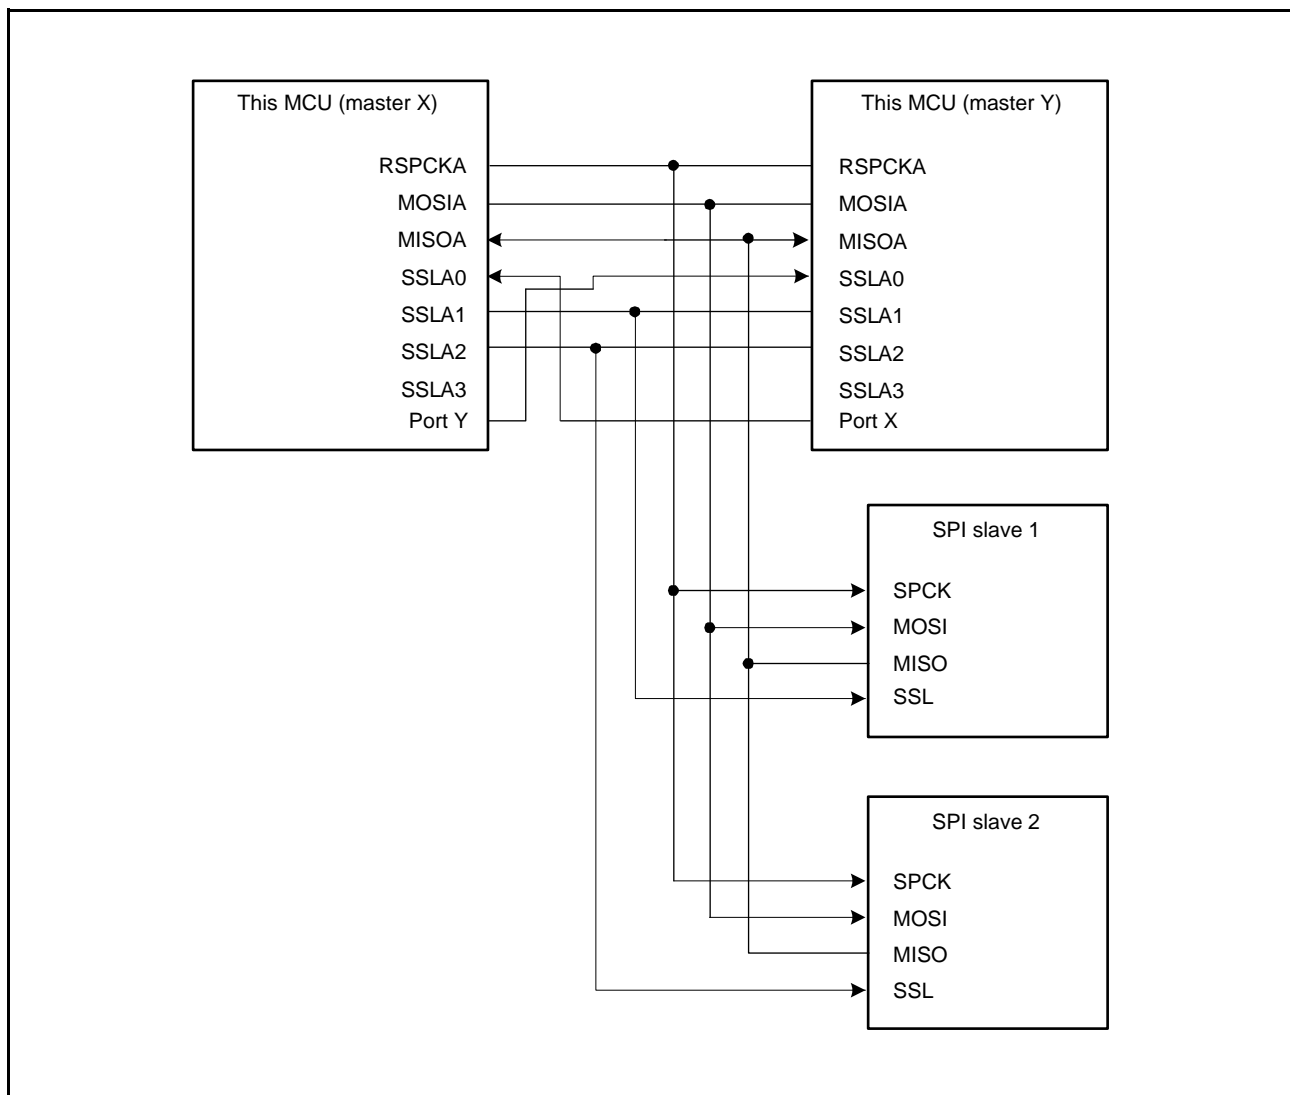 This MCU (master X)
RSPCKA
MOSIA
MISOA
SSLA0
SSLA1
SSLA2
SSLA3
Port Y
This MCU (master Y)
RSPCKA
MOSIA
MISOA
SSLA0
SSLA1
SSLA2
SSLA3
Port X
SPI slave 1
SPCK
MOSI
MISO
SSL
SPI slave 2
SPCK
MOSI
MISO
SSL